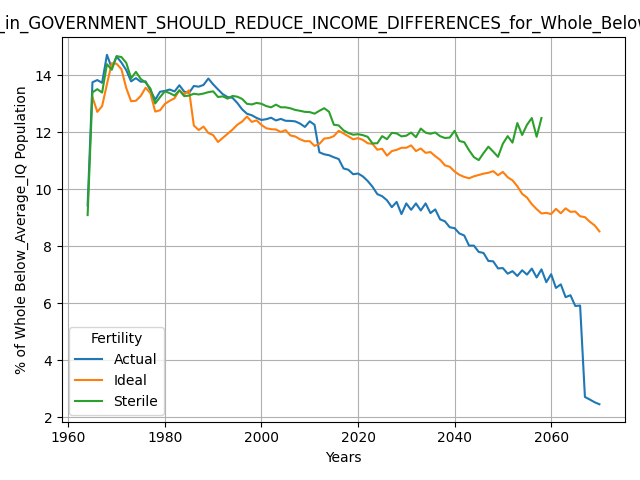 _in_GOVERNMENT_SHOULD_REDUCE_INCOME_DIFFERENCES_for_Whole_Below
% of Whole Below_Average_IQ Population
14
12
10
8
6
4
2
Fertility
Actual
Ideal
Sterile
1960 1980 2000 2020 2040 2060
Years